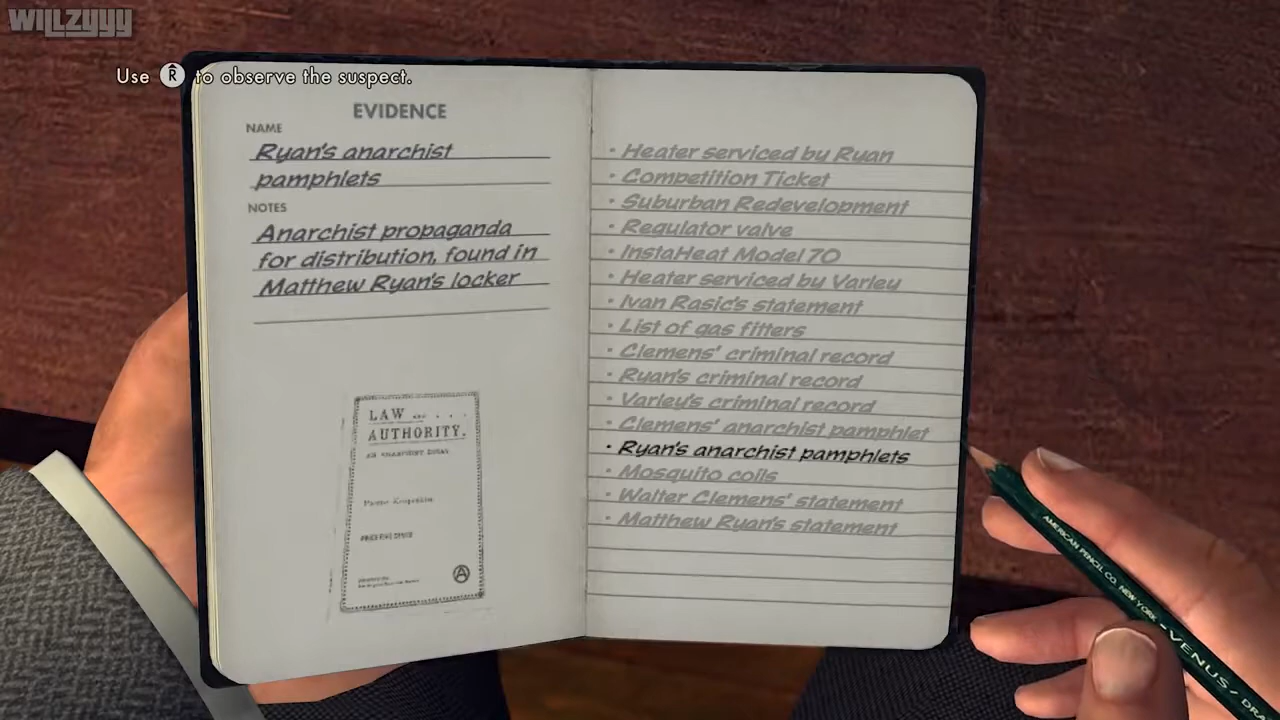 WILZYYY
Use R to observe the suspect.
EVIDENCE
NAME
Ryan's anarchist
pamphlets
NOTES
Anarchist propaganda
for distribution, found in
Matthew Ryan's locker
LAW AND . . .
AUTHORITY.
AN ANARCHIST ESSAY
• Heater serviced by Ryan
• Competition Ticket
• Suburban Redevelopment
• Regulator valve
• InstaHeat Model 70
• Heater serviced by Varley
• Ivan Rasic's statement
• List of gas fitters
• Clemens' criminal record
• Ryan's criminal record
• Varley's criminal record
• Clemens' anarchist pamphlet
• Ryan's anarchist pamphlets
• Mosquito coils
• Walter Clemens' statement
• Matthew Ryan's statement
AMERICAN PENCIL CO. NEW YORK -VENUS/ DRA